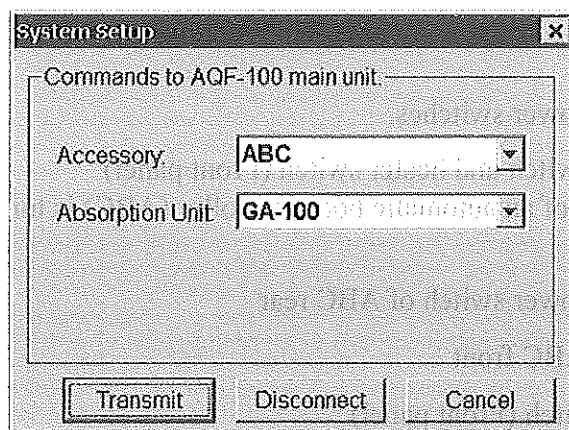 System Setup
Commands to AQF-100 main unit.
Accessory: ABC
Absorption Unit: GA-100
Transmit Disconnect Cancel